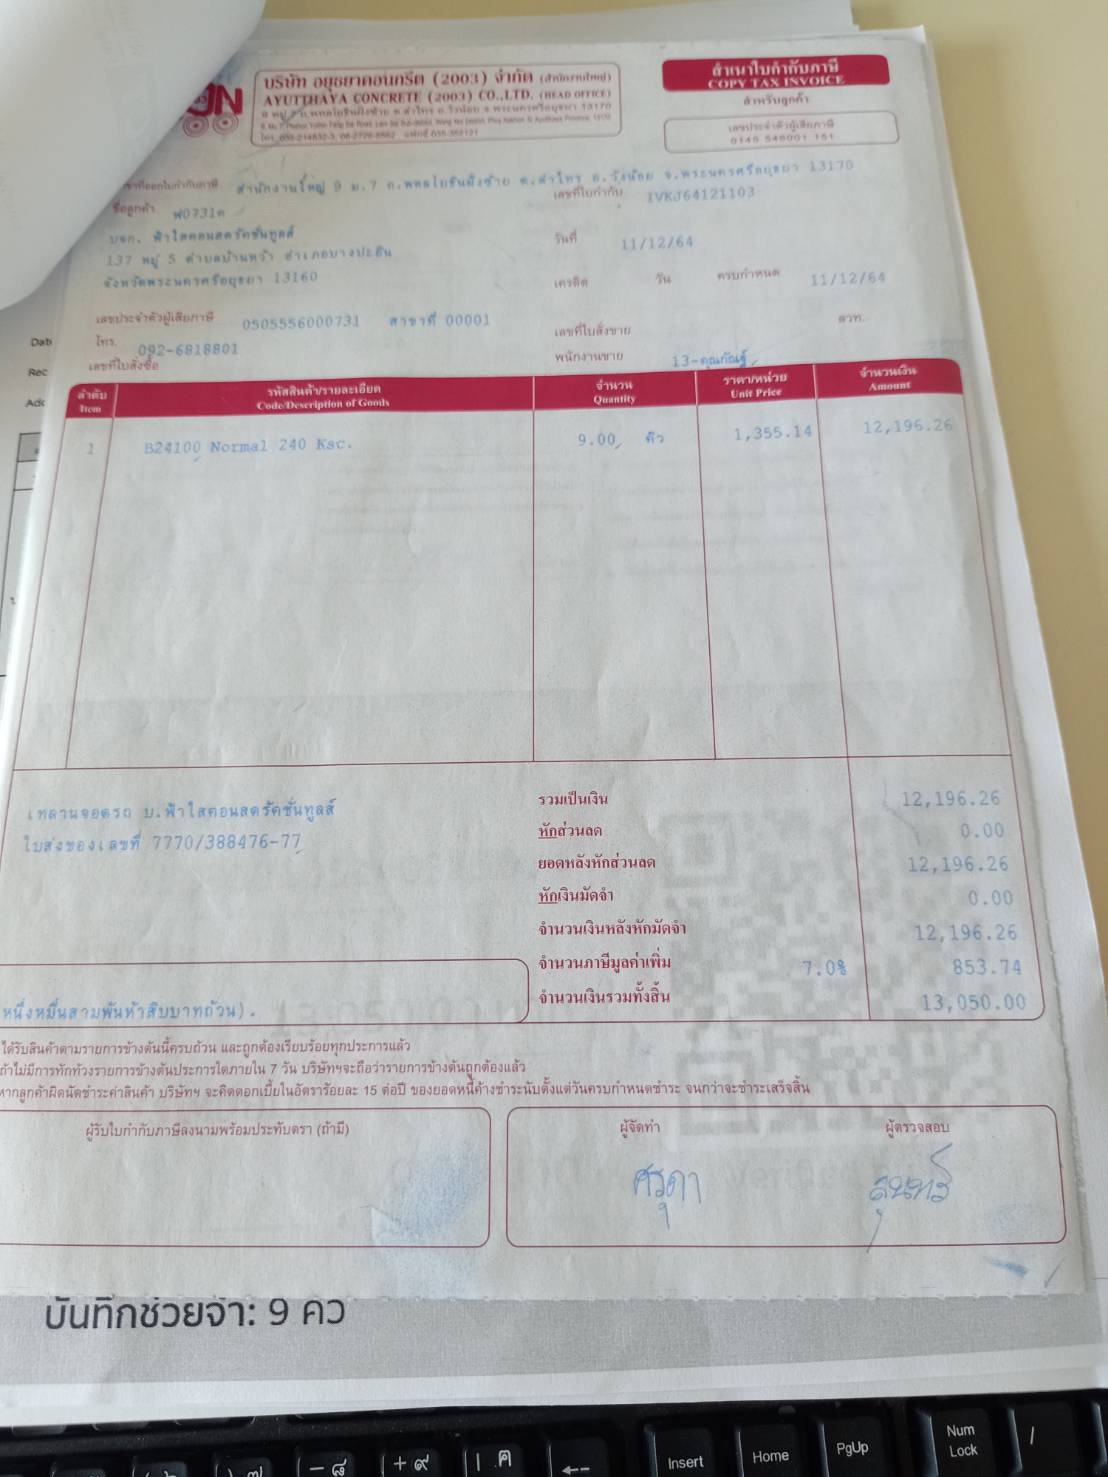 บริษัท อยุธยาคอนกรีต (2003) จำกัด (สำนักงานใหญ่)
AYUTTHAYA CONCRETE (2003) CO.,LTD. (HEAD OFFICE)
สำเนาใบกำกับภาษี
COPY TAX INVOICE
สำหรับลูกค้า
เลขประจำตัวผู้เสียภาษี
สำนักงานใหญ่ 9 ม.7 ถ.พหลโยธินฝั่งซ้าย ต.ลำไทร อ.วังน้อย จ.พระนครศรีอยุธยา 13170
ชื่อลูกค้า ฟ0731ค
เลขที่ใบกำกับ IVKJ64121103
บจก. ฟ้าใสคอนสตรัคชั่นทูลส์
วันที่ 11/12/64
137 หมู่ 5 ตำบลบ้านหว้า อำเภอบางปะอิน
จังหวัดพระนครศรีอยุธยา 13160
เครดิต วัน ครบกำหนด 11/12/64
เลขประจำตัวผู้เสียภาษี 0505556000731 สาขาที่ 00001
เลขที่ใบสั่งขาย
โทร. 092-6818801
พนักงานขาย 13-คุณกัณฐ์
เลขที่ใบสั่งซื้อ
ลำดับ รหัสสินค้า/รายละเอียด จำนวน ราคา/หน่วย จำนวนเงิน
Item Code/Description of Goods Quantity Unit Price Amount
1 B24100 Normal 240 Ksc. 9.00 คิว 1,355.14 12,196.26
เทลานจอดรถ บ.ฟ้าใสคอนสตรัคชั่นทูลส์
ใบส่งของเลขที่ 7770/388476-77
รวมเป็นเงิน 12,196.26
หักส่วนลด 0.00
ยอดหลังหักส่วนลด 12,196.26
หักเงินมัดจำ 0.00
จำนวนเงินหลังหักมัดจำ 12,196.26
จำนวนภาษีมูลค่าเพิ่ม 7.0% 853.74
จำนวนเงินรวมทั้งสิ้น 13,050.00
หนึ่งหมื่นสามพันห้าสิบบาทถ้วน).
ได้รับสินค้าตามรายการข้างต้นนี้ครบถ้วน และถูกต้องเรียบร้อยทุกประการแล้ว
ถ้าไม่มีการทักท้วงรายการข้างต้นประการใดภายใน 7 วัน บริษัทฯจะถือว่ารายการข้างต้นถูกต้องแล้ว
หากลูกค้าผิดนัดชำระค่าสินค้า บริษัทฯ จะคิดดอกเบี้ยในอัตราร้อยละ 15 ต่อปี ของยอดหนี้ค้างชำระนับตั้งแต่วันครบกำหนดชำระ จนกว่าจะชำระเสร็จสิ้น
ผู้รับใบกำกับภาษีลงนามพร้อมประทับตรา (ถ้ามี)
ผู้จัดทำ ผู้ตรวจสอบ
ศรุตา
บันทึกช่วยจำ: 9 คว
Insert Home PgUp Num Lock